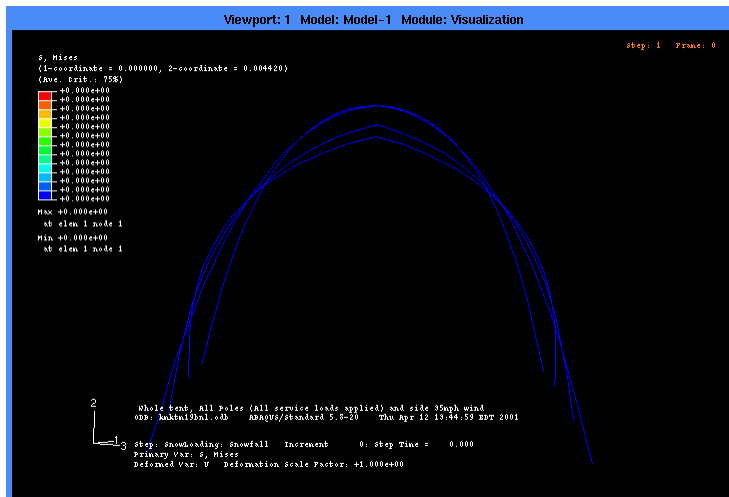 Viewport: 1 Model: Model-1 Module: Visualization
Step: 1 Frame: 0
S, Mises
(1-coordinate = 0.000000, 2-coordinate = 0.004420)
(Ave. Crit.: 75%)
+0.000e+00
+0.000e+00
+0.000e+00
+0.000e+00
+0.000e+00
+0.000e+00
+0.000e+00
+0.000e+00
+0.000e+00
+0.000e+00
+0.000e+00
+0.000e+00
+0.000e+00
Max +0.000e+00
at elem 1 node 1
Min +0.000e+00
at elem 1 node 1
2
1
3
Whole tent, All Poles (All service loads applied) and side 35mph wind
ODB: kmktn19bnl.odb ABAQUS/Standard 5.8-20 Thu Apr 12 13:44:59 EDT 2001
Step: SnowLoading: Snowfall Increment 0: Step Time = 0.000
Primary Var: S, Mises
Deformed Var: U Deformation Scale Factor: +1.000e+00